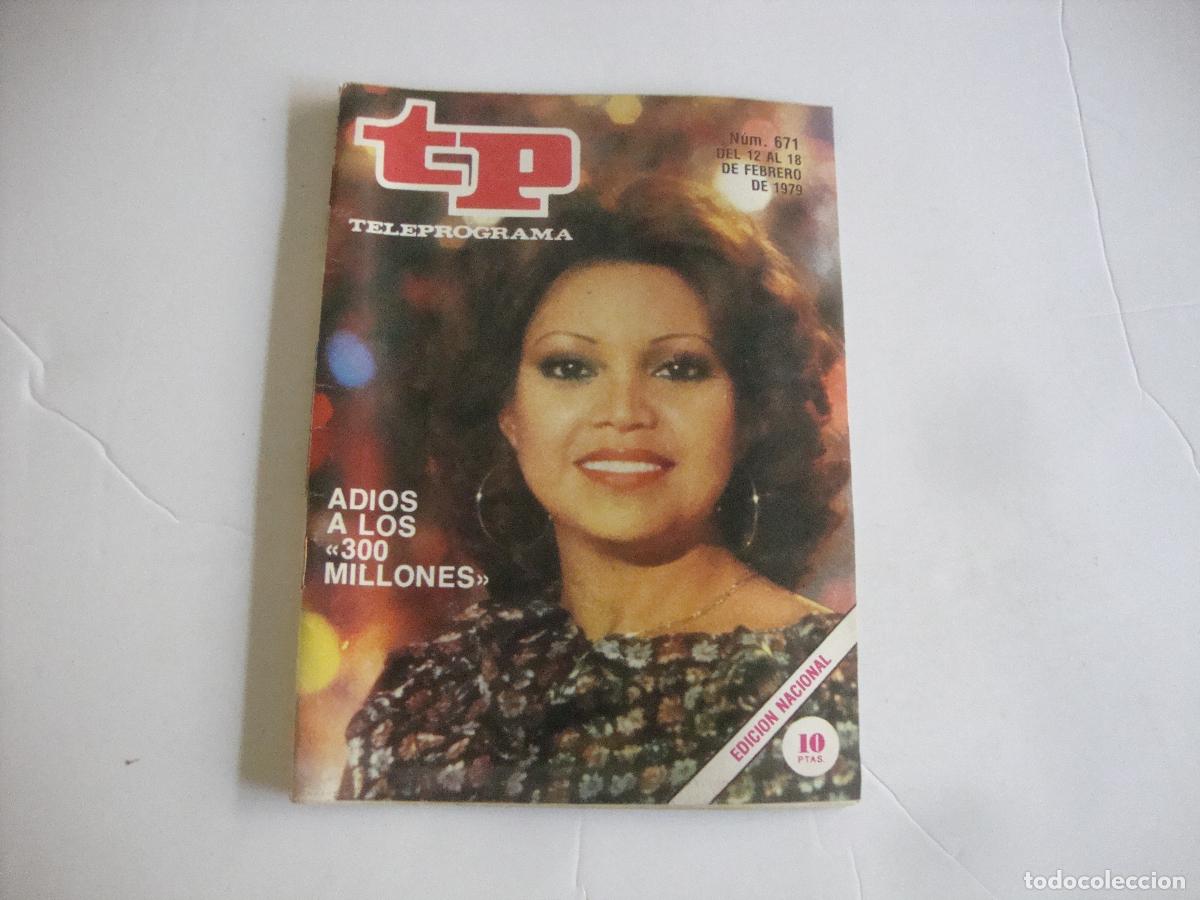 tp
TELEPROGRAMA
Núm. 671
DEL 12 AL 18
DE FEBRERO
DE 1979
ADIOS
A LOS
«300
MILLONES»
EDICION NACIONAL
10
PTAS.
todocoleccion